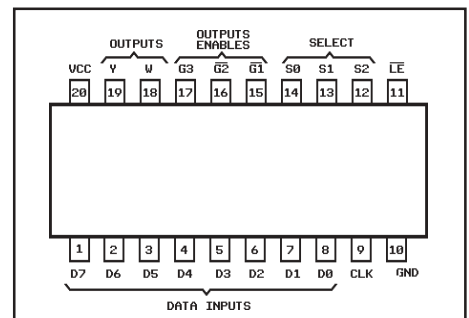 OUTPUTS OUTPUTS ENABLES SELECT
VCC Y W G3 G2 G1 S0 S1 S2 LE
20 19 18 17 16 15 14 13 12 11
1 2 3 4 5 6 7 8 9 10
D7 D6 D5 D4 D3 D2 D1 D0 CLK GND
DATA INPUTS